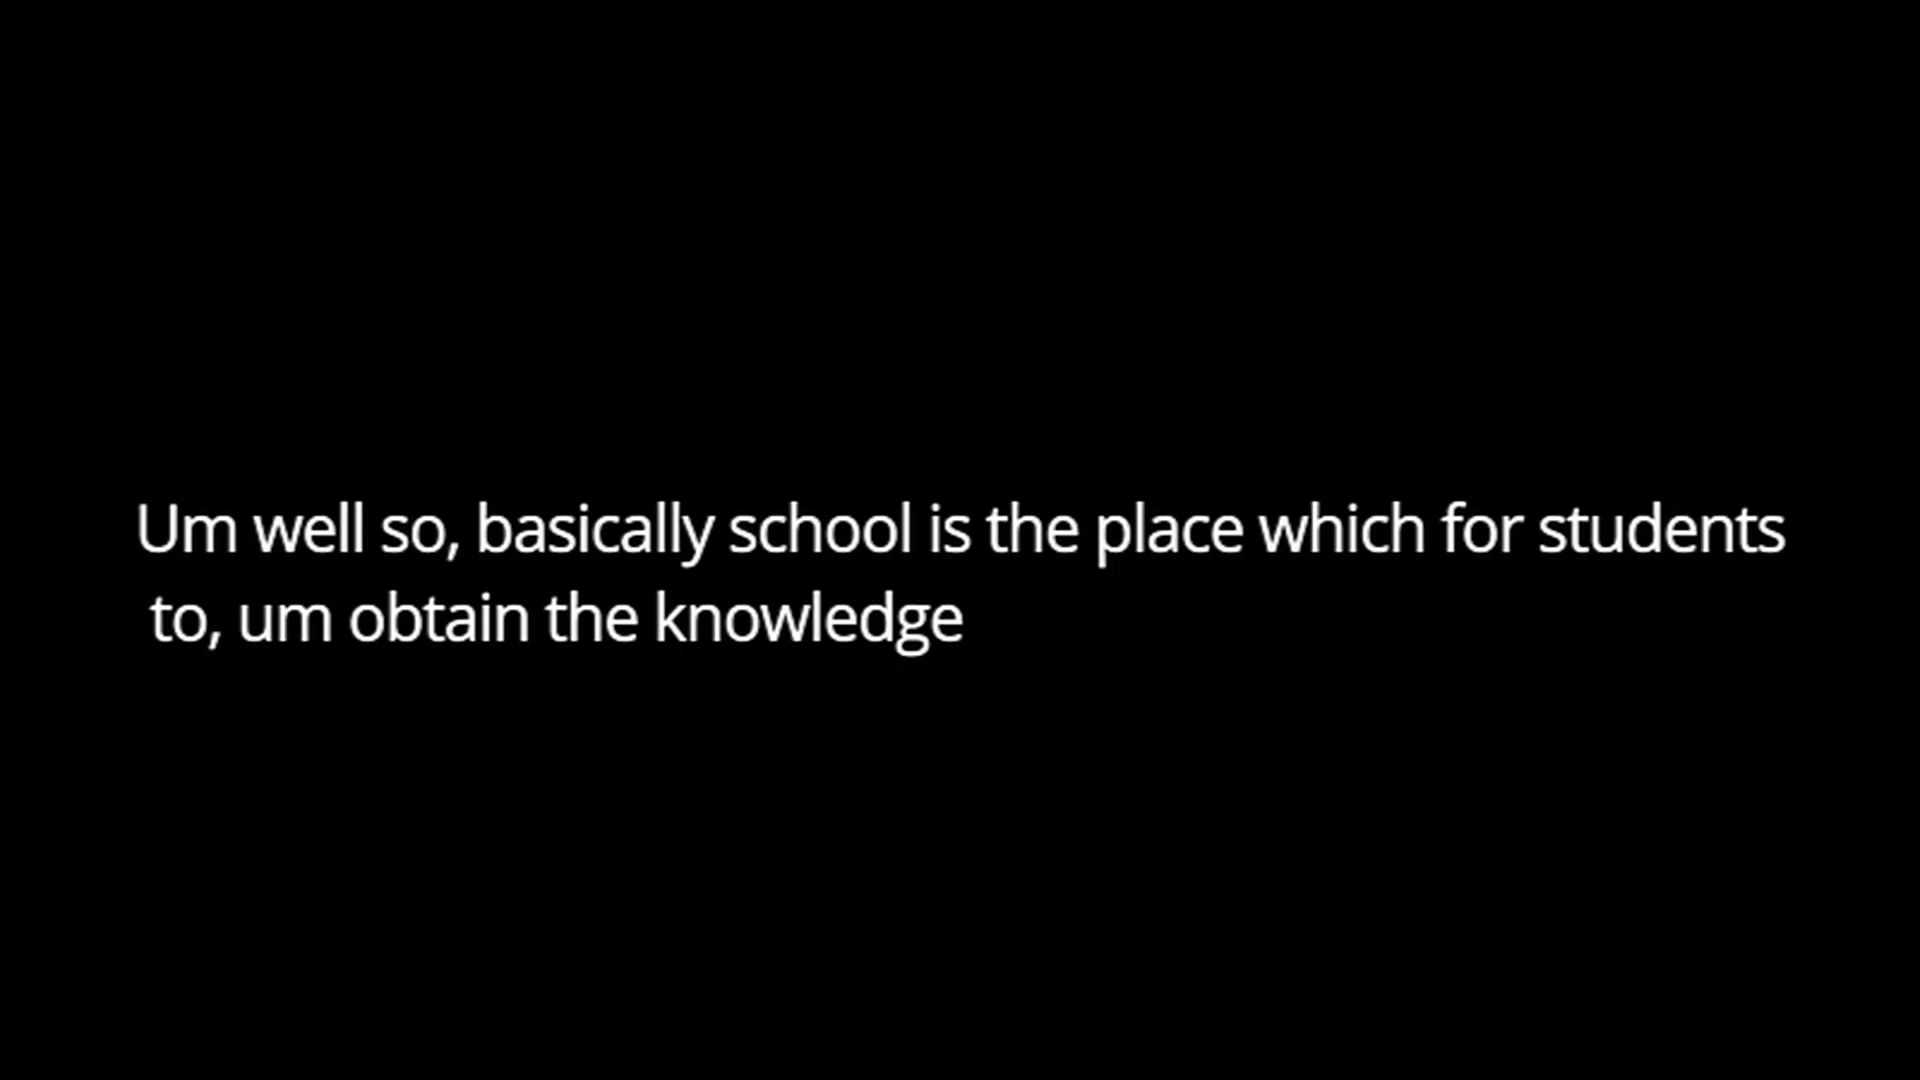 Um well so, basically school is the place which for students
to, um obtain the knowledge